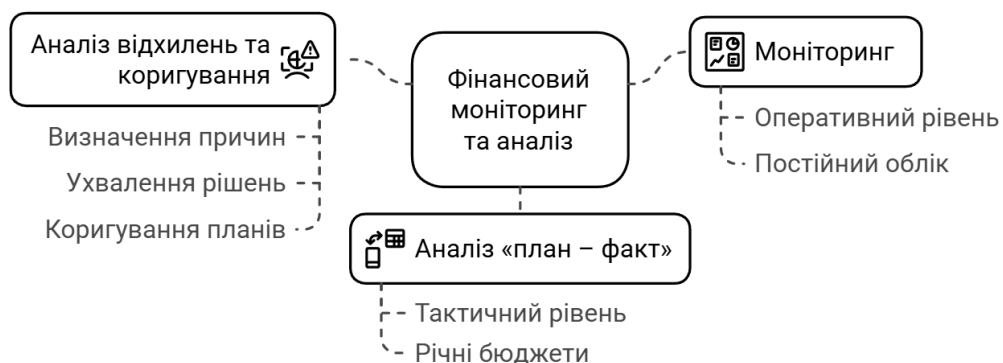 Аналіз відхилень та
коригування
Визначення причин
Ухвалення рішень
Коригування планів
Фінансовий
моніторинг
та аналіз
Моніторинг
Оперативний рівень
Постійний облік
Аналіз «план – факт»
Тактичний рівень
Річні бюджети